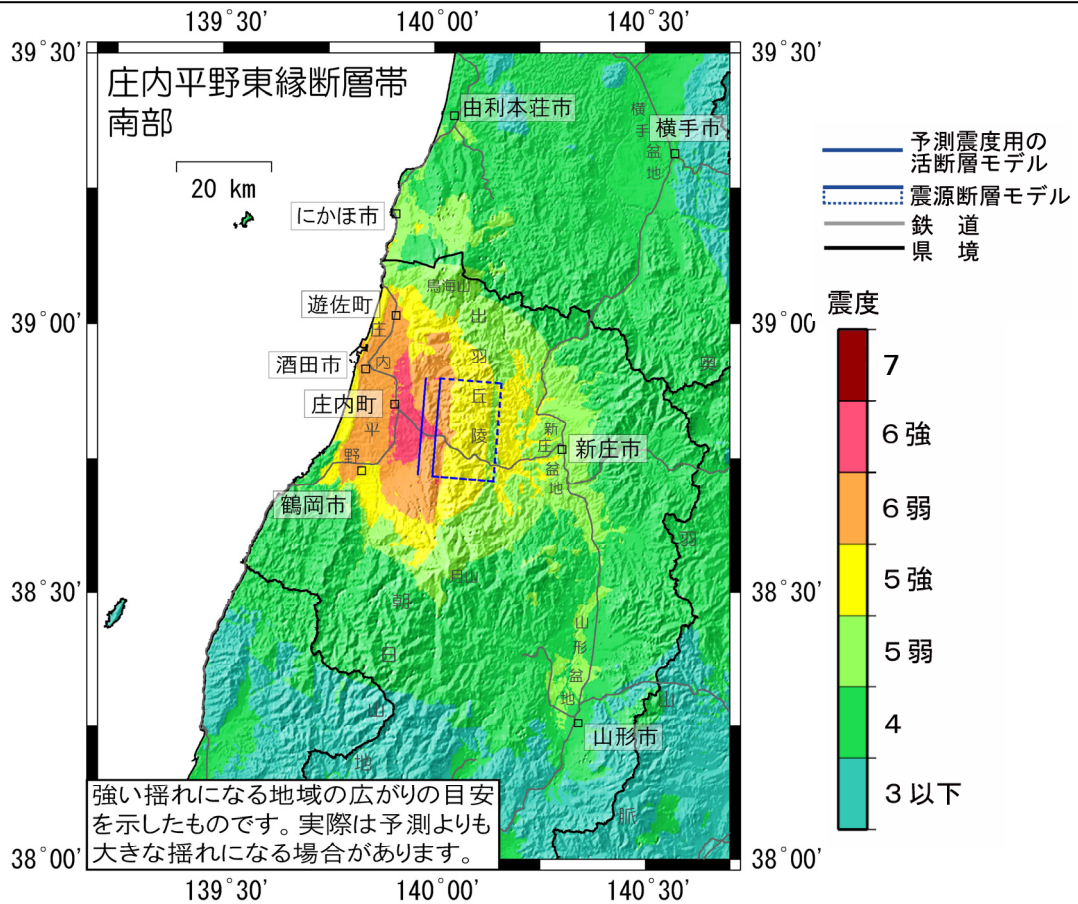 139°30' 140°00' 140°30'
39°30' 39°30'
庄内平野東縁断層帯
南部
20 km
由利本荘市
横手市
横手盆地
にかほ市
鳥海山
39°00' 39°00'
遊佐町
酒田市
庄内町
庄内平野
出羽丘陵
新庄市
新庄盆地
鶴岡市
奥羽山脈
月山
38°30' 38°30'
朝日山地
山形盆地
山形市
強い揺れになる地域の広がりの目安
を示したものです。実際は予測よりも
大きな揺れになる場合があります。
38°00' 38°00'
139°30' 140°00' 140°30'
予測震度用の
活断層モデル
震源断層モデル
鉄 道
県 境
震度
7
6強
6弱
5強
5弱
4
3以下